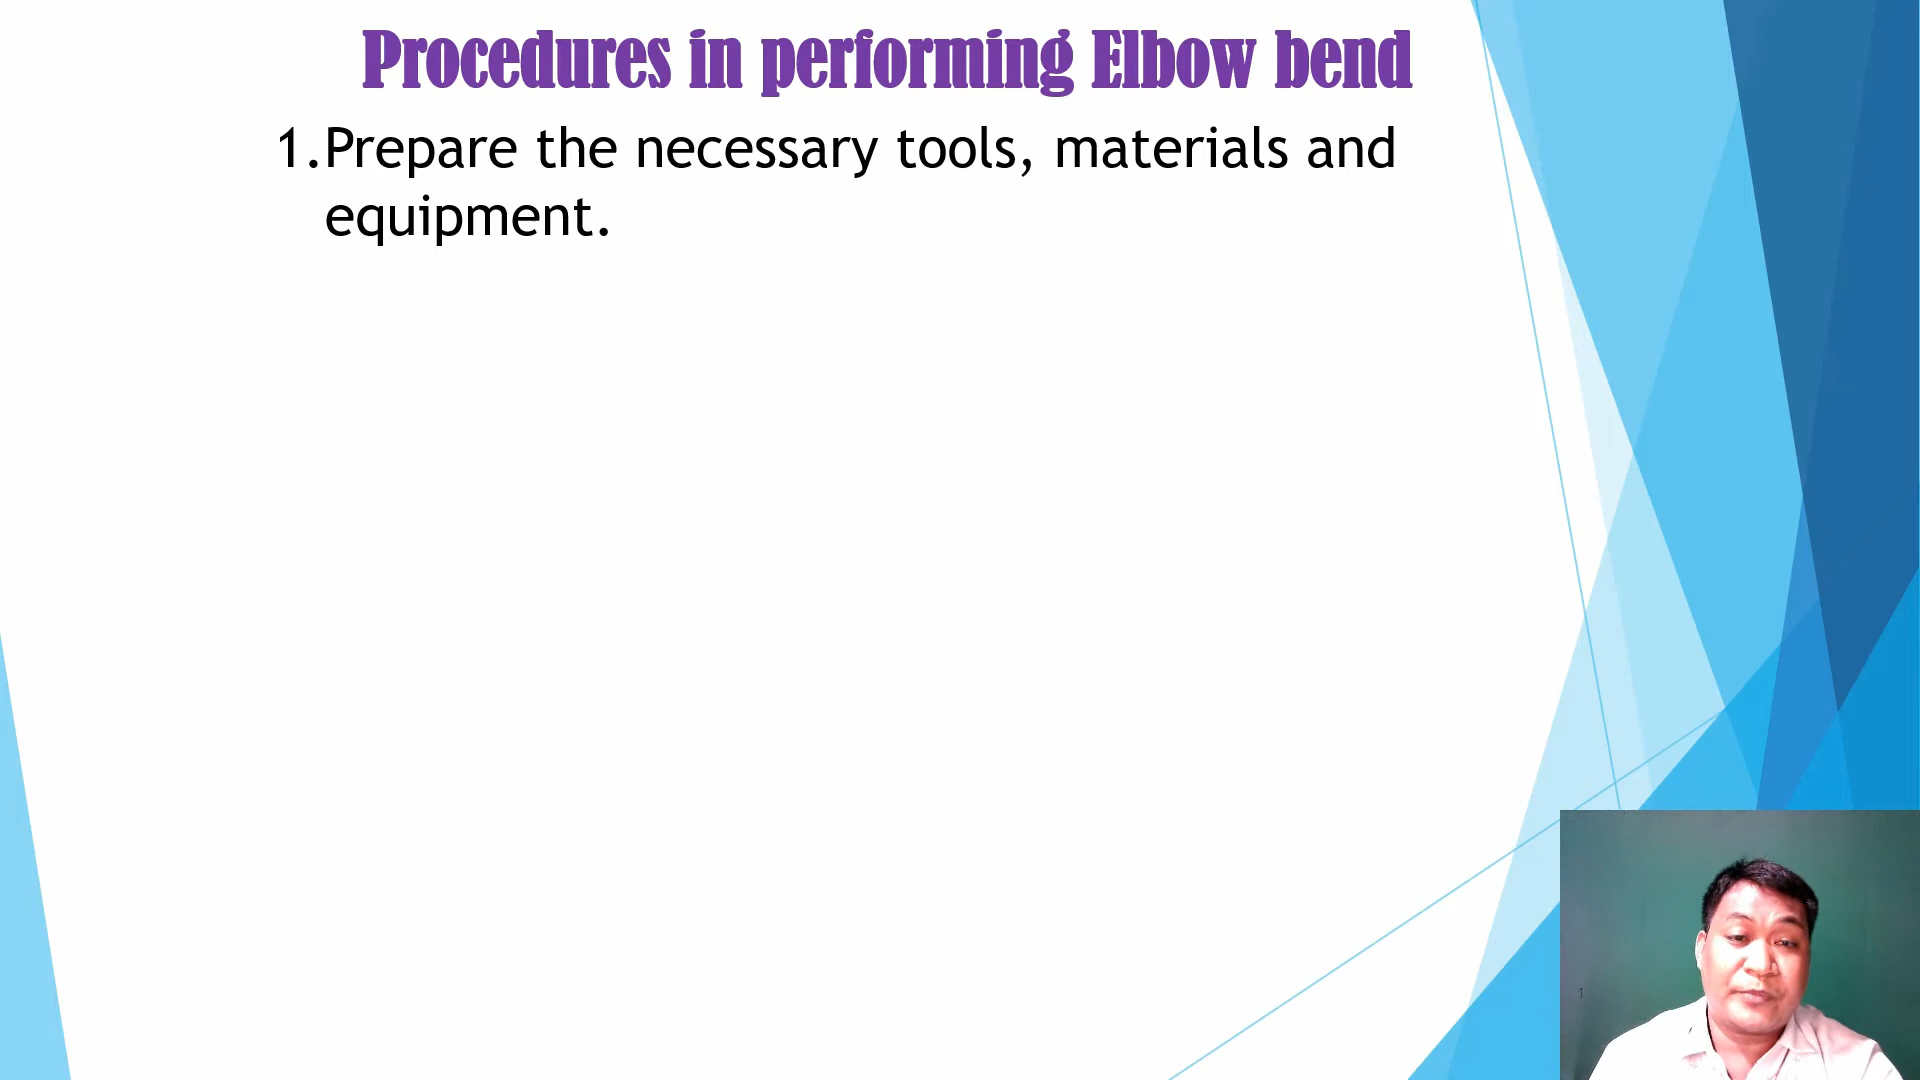 Procedures in performing Elbow bend
1.Prepare the necessary tools, materials and
equipment.